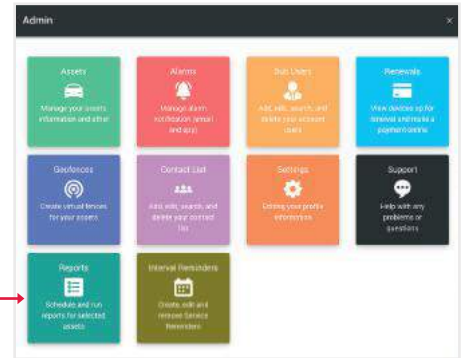 Admin
×
Assets
Manage your assets
information and other
Alarms
Manage alarm
notification (email
and app)
Sub Users
Add, edit, search, and
delete your account
users
Renewals
View devices up for
renewal and make a
payment online
Geofences
Create virtual fences
for your assets
Contact List
Add, edit, search, and
delete your contact
list
Settings
Editing your profile
information
Support
Help with any
problems or
questions
Reports
Schedule and run
reports for selected
assets
Interval Reminders
Create, edit and
remove Service
Reminders